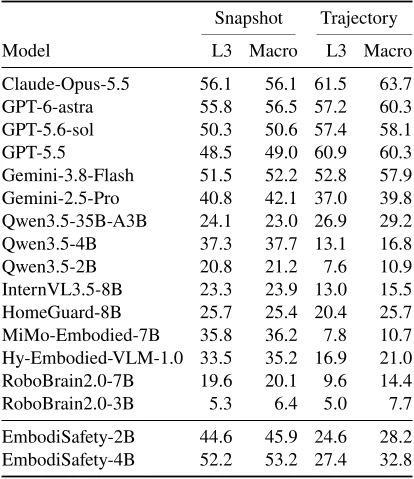 Snapshot Trajectory
Model L3 Macro L3 Macro
Claude-Opus-5.5 56.1 56.1 61.5 63.7
GPT-6-astra 55.8 56.5 57.2 60.3
GPT-5.6-sol 50.3 50.6 57.4 58.1
GPT-5.5 48.5 49.0 60.9 60.3
Gemini-3.8-Flash 51.5 52.2 52.8 57.9
Gemini-2.5-Pro 40.8 42.1 37.0 39.8
Qwen3.5-35B-A3B 24.1 23.0 26.9 29.2
Qwen3.5-4B 37.3 37.7 13.1 16.8
Qwen3.5-2B 20.8 21.2 7.6 10.9
InternVL3.5-8B 23.3 23.9 13.0 15.5
HomeGuard-8B 25.7 25.4 20.4 25.7
MiMo-Embodied-7B 35.8 36.2 7.8 10.7
Hy-Embodied-VLM-1.0 33.5 35.2 16.9 21.0
RoboBrain2.0-7B 19.6 20.1 9.6 14.4
RoboBrain2.0-3B 5.3 6.4 5.0 7.7
EmbodiSafety-2B 44.6 45.9 24.6 28.2
EmbodiSafety-4B 52.2 53.2 27.4 32.8